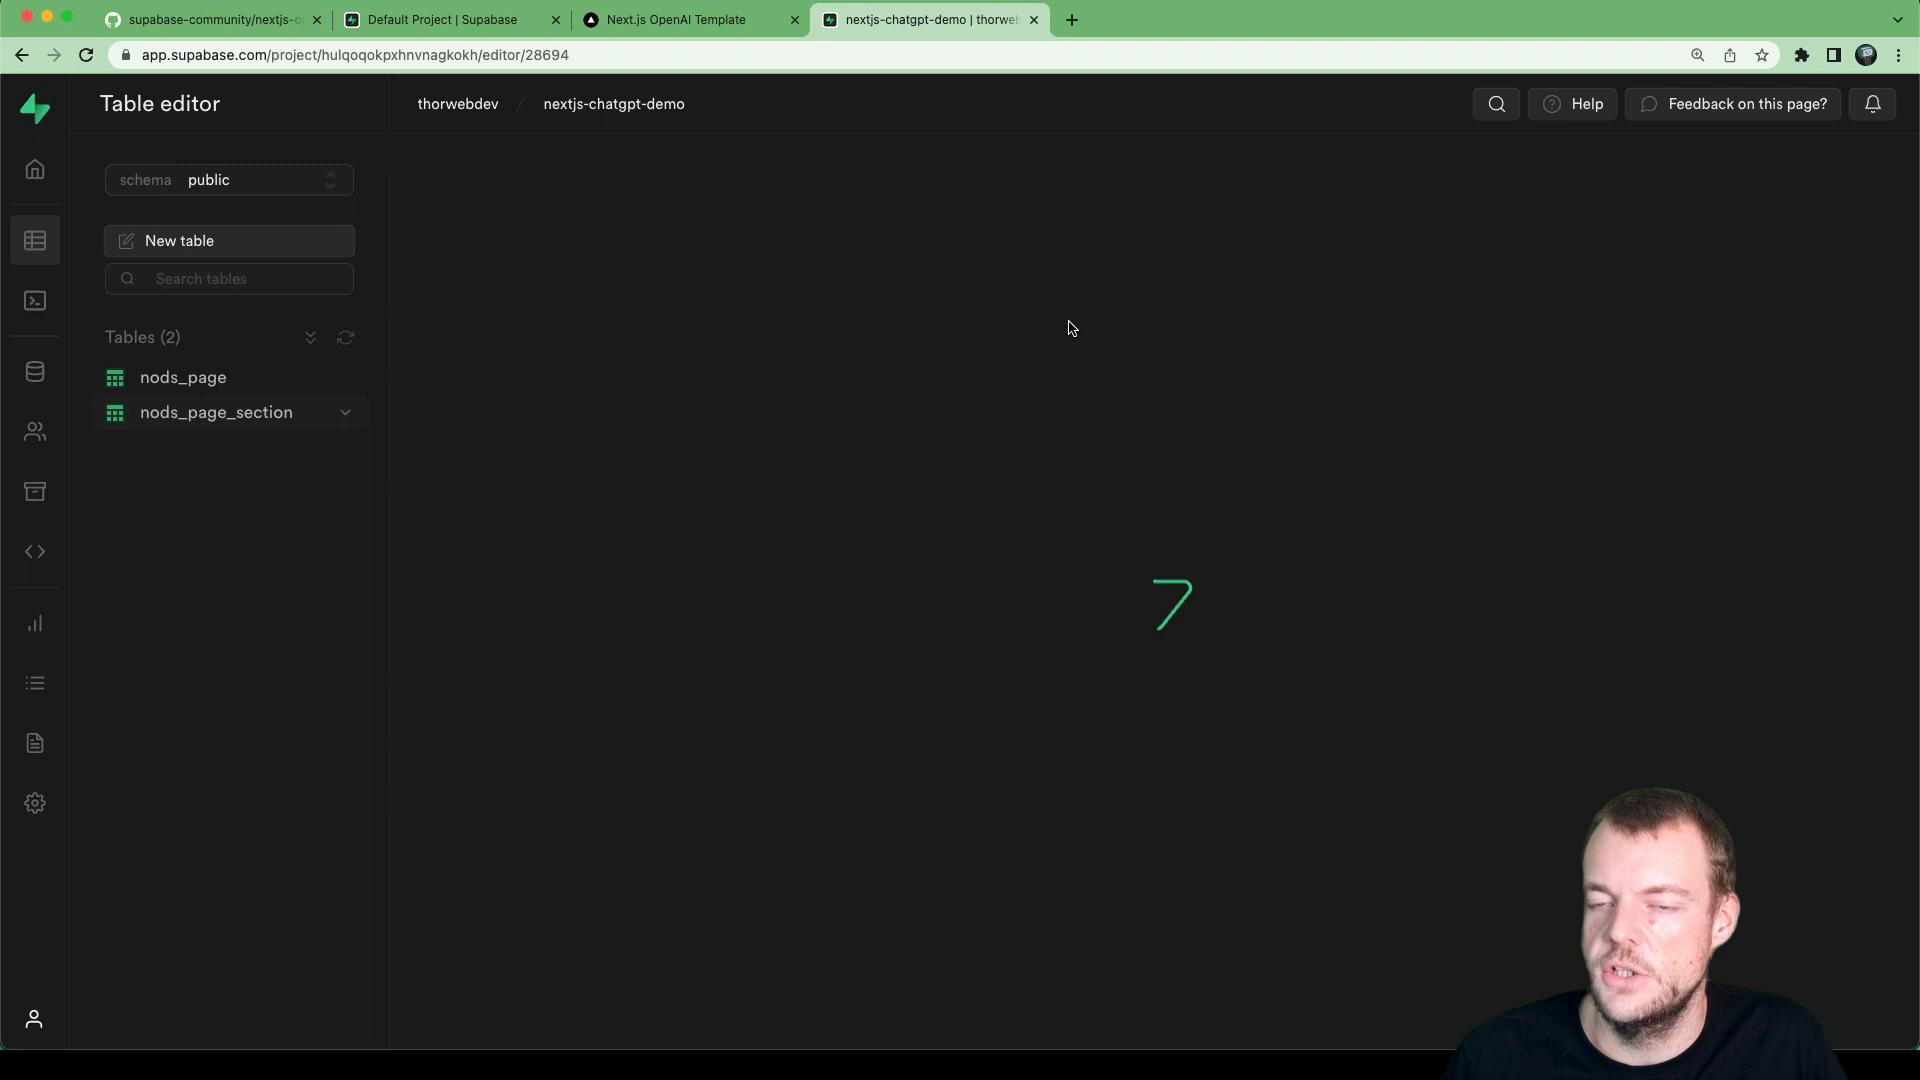 supabase-community/nextjs-o
Default Project | Supabase
Next.js OpenAI Template
nextjs-chatgpt-demo | thorweb
app.supabase.com/project/hulqoqokpxhnvnagkokh/editor/28694
Table editor
thorwebdev / nextjs-chatgpt-demo
Help
Feedback on this page?
schema public
New table
Search tables
Tables (2)
nods_page
nods_page_section